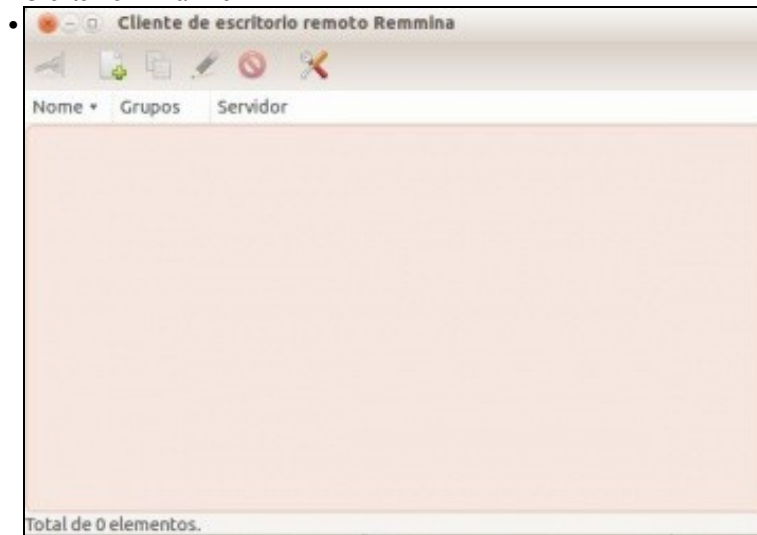 Cliente de escritorio remoto Remmina
Nome Grupos Servidor
Total de 0 elementos.